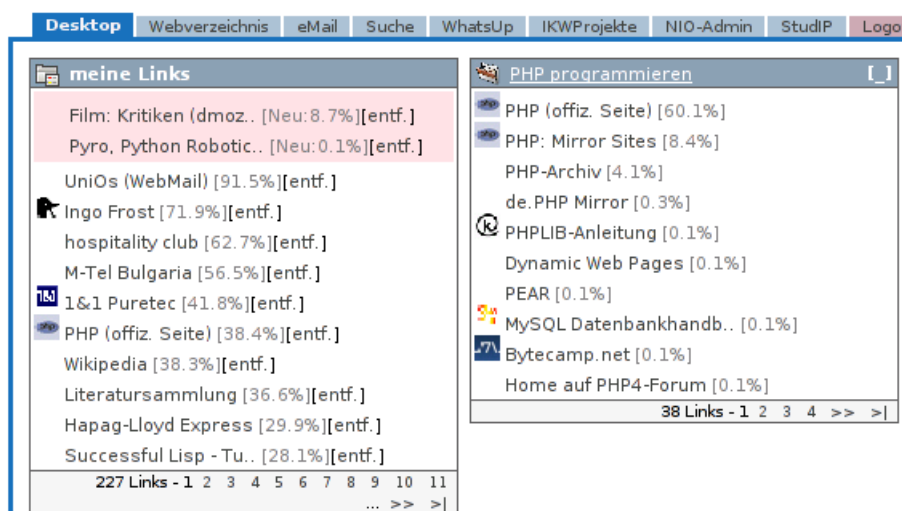 Desktop Webverzeichnis eMail Suche WhatsUp IKWProjekte NIO-Admin StudIP Logo
meine Links
Film: Kritiken (dmoz.. [Neu:8.7%][entf.]
Pyro, Python Robotic.. [Neu:0.1%][entf.]
UniOs (WebMail) [91.5%][entf.]
Ingo Frost [71.9%][entf.]
hospitality club [62.7%][entf.]
M-Tel Bulgaria [56.5%][entf.]
1&1 1&1 Puretec [41.8%][entf.]
php PHP (offiz. Seite) [38.4%][entf.]
Wikipedia [38.3%][entf.]
Literatursammlung [36.6%][entf.]
Hapag-Lloyd Express [29.9%][entf.]
Successful Lisp - Tu.. [28.1%][entf.]
227 Links - 1 2 3 4 5 6 7 8 9 10 11
... >> >|
PHP programmieren [_]
php PHP (offiz. Seite) [60.1%]
php PHP: Mirror Sites [8.4%]
PHP-Archiv [4.1%]
de.PHP Mirror [0.3%]
k PHPLIB-Anleitung [0.1%]
Dynamic Web Pages [0.1%]
PEAR [0.1%]
MySQL Datenbankhandb.. [0.1%]
Bytecamp.net [0.1%]
Home auf PHP4-Forum [0.1%]
38 Links - 1 2 3 4 >> >|